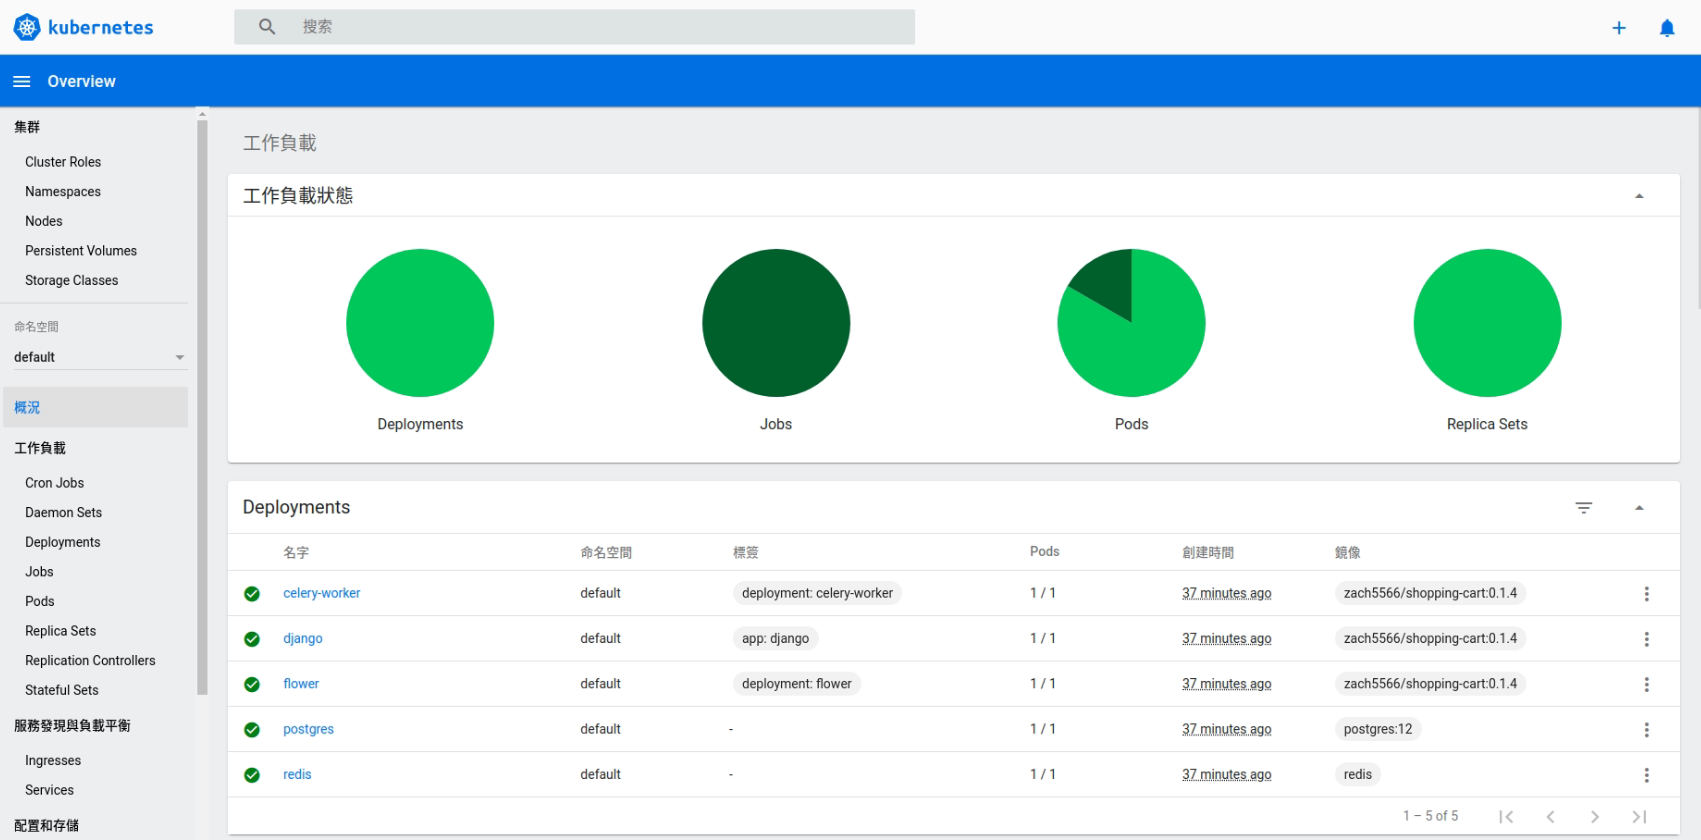 kubernetes
搜索
Overview
集群
Cluster Roles
Namespaces
Nodes
Persistent Volumes
Storage Classes
命名空間
default
概況
工作負載
Cron Jobs
Daemon Sets
Deployments
Jobs
Pods
Replica Sets
Replication Controllers
Stateful Sets
服務發現與負載平衡
Ingresses
Services
配置和存儲
工作負載
工作負載狀態
Deployments
Jobs
Pods
Replica Sets
Deployments
名字 命名空間 標簽 Pods 創建時間 鏡像
celery-worker default deployment: celery-worker 1 / 1 37 minutes ago zach5566/shopping-cart:0.1.4
django default app: django 1 / 1 37 minutes ago zach5566/shopping-cart:0.1.4
flower default deployment: flower 1 / 1 37 minutes ago zach5566/shopping-cart:0.1.4
postgres default - 1 / 1 37 minutes ago postgres:12
redis default - 1 / 1 37 minutes ago redis
1 – 5 of 5